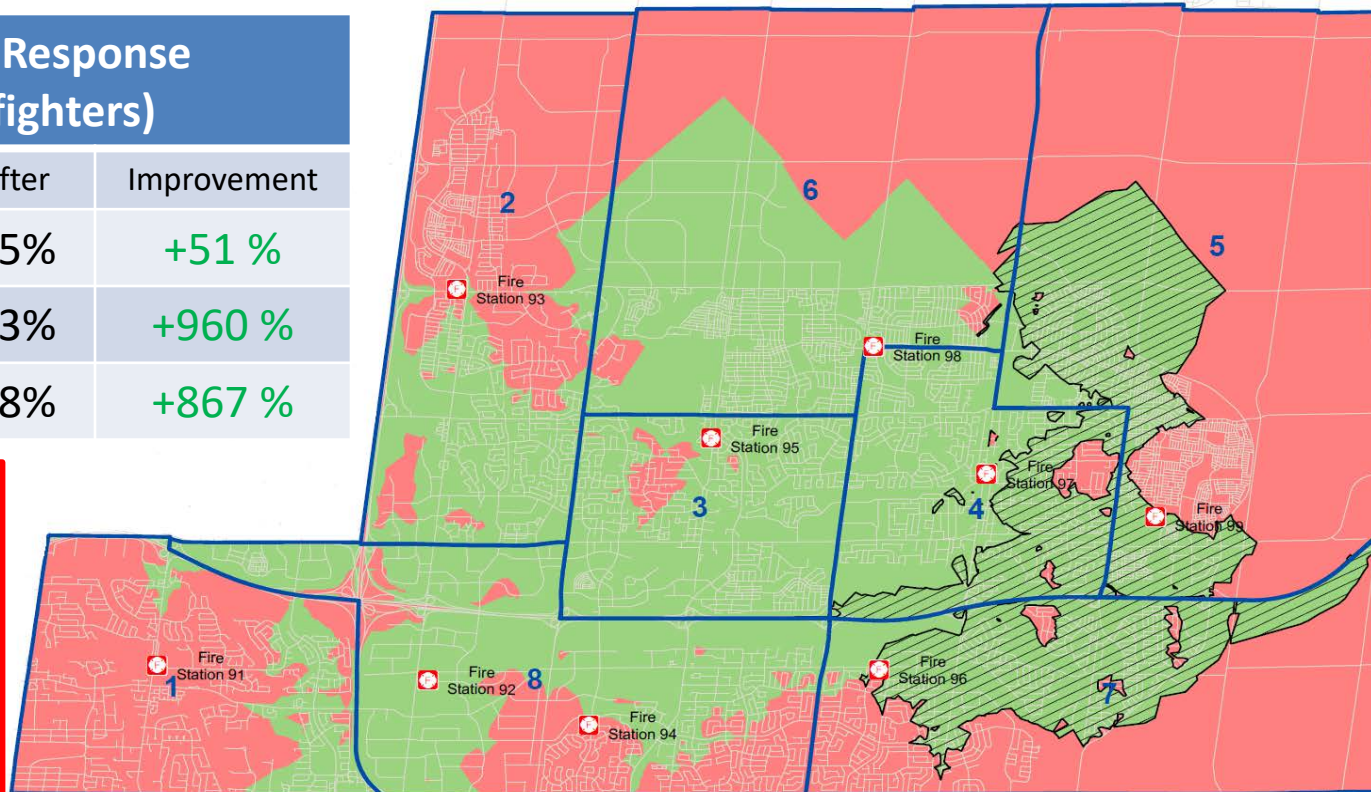 Response
fighters)
fter
Improvement
5%
+51 %
3%
+960 %
8%
+867 %
2
6
5
Fire
Station 93
Fire
Station 98
Fire
Station 95
Fire
Station 97
3
4
Fire
Station 99
Fire
Station 91
1
Fire
Station 92
8
Fire
Station 96
7
Fire
Station 94